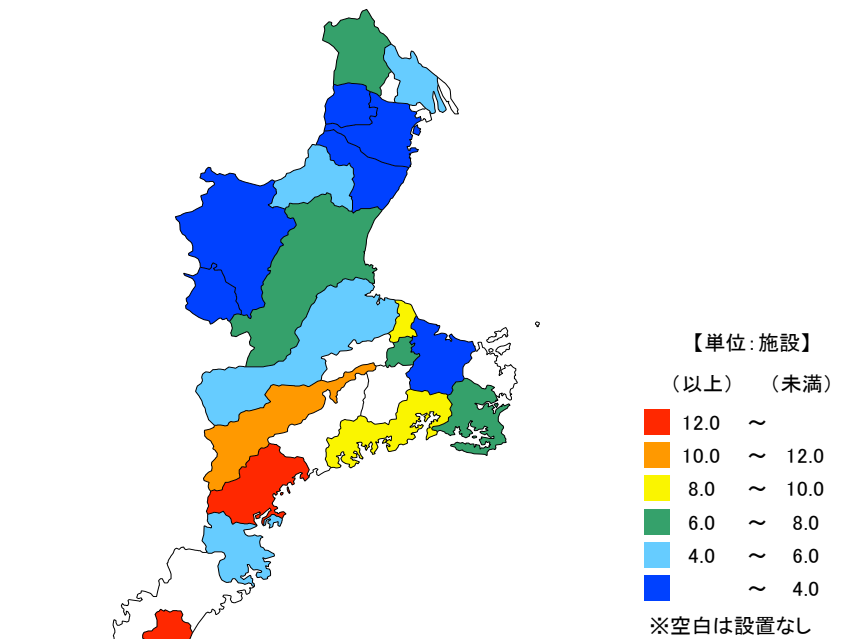 【単位：施設】
（以上） （未満）
12.0 ～
10.0 ～ 12.0
8.0 ～ 10.0
6.0 ～ 8.0
4.0 ～ 6.0
～ 4.0
※空白は設置なし